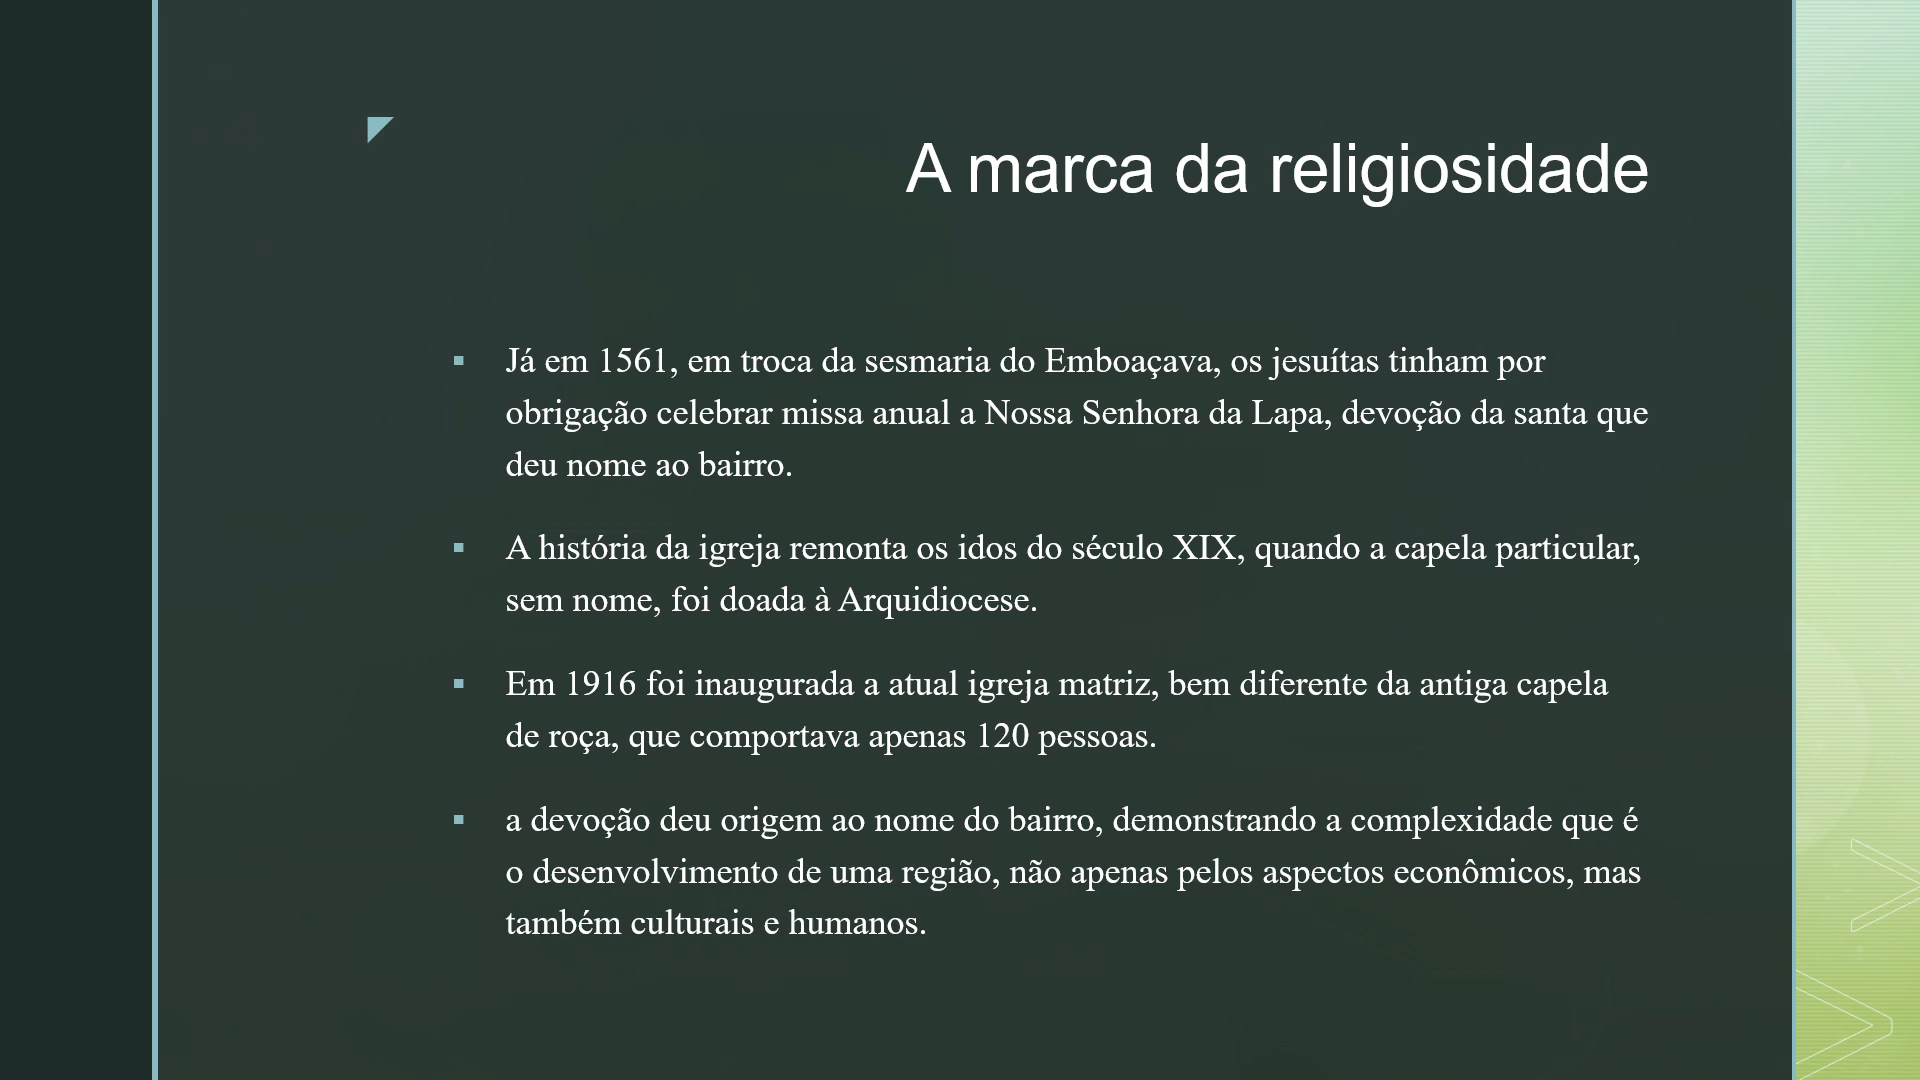 A marca da religiosidade
▪ Já em 1561, em troca da sesmaria do Emboaçava, os jesuítas tinham por
obrigação celebrar missa anual a Nossa Senhora da Lapa, devoção da santa que
deu nome ao bairro.
▪ A história da igreja remonta os idos do século XIX, quando a capela particular,
sem nome, foi doada à Arquidiocese.
▪ Em 1916 foi inaugurada a atual igreja matriz, bem diferente da antiga capela
de roça, que comportava apenas 120 pessoas.
▪ a devoção deu origem ao nome do bairro, demonstrando a complexidade que é
o desenvolvimento de uma região, não apenas pelos aspectos econômicos, mas
também culturais e humanos.